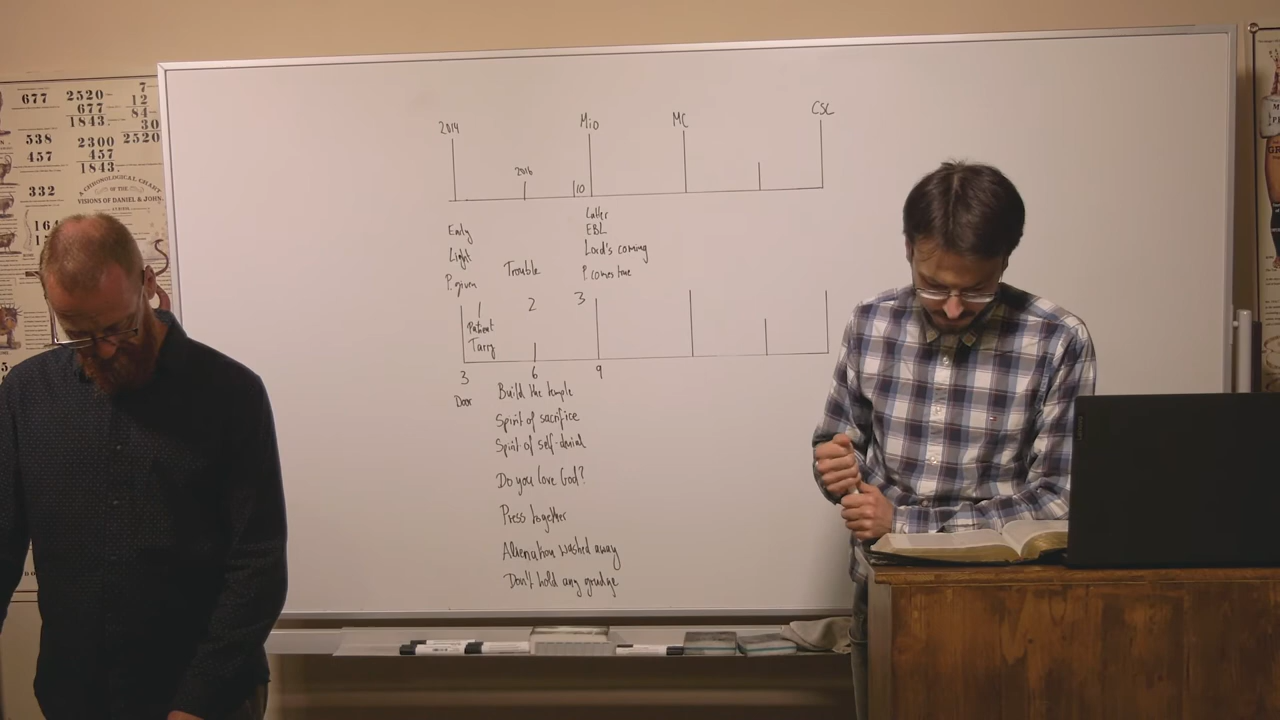 677
2520
677
1843.
7
12
84
30
2520
538
457
2300
457
1843.
332
A CHRONOLOGICAL CHART
OF THE
VISIONS OF DANIEL & JOHN
2014
Mid
MC
CSC
2016
10
Early
Light
P. given
Trouble
Latter
EBL
Lord's coming
P. comes true
1
2
3
Patient
Tarry
3
6
9
Door
Build the temple
Spirit of sacrifice
Spirit of self-denial
Do you love God?
Press together
Alienation washed away
Don't hold any grudge